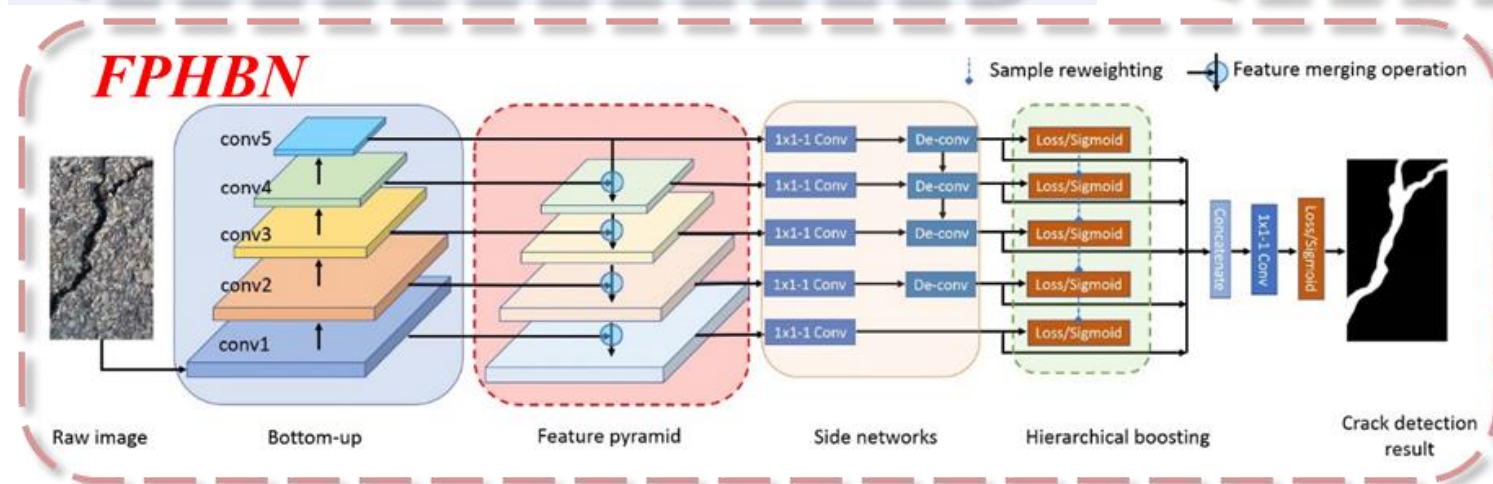 FPHBN
Sample reweighting
Feature merging operation
conv5
conv4
conv3
conv2
conv1
1x1-1 Conv
De-conv
Loss/Sigmoid
1x1-1 Conv
De-conv
Loss/Sigmoid
1x1-1 Conv
De-conv
Loss/Sigmoid
1x1-1 Conv
De-conv
Loss/Sigmoid
1x1-1 Conv
Loss/Sigmoid
Concatenate
1x1-1 Conv
Loss/Sigmoid
Raw image
Bottom-up
Feature pyramid
Side networks
Hierarchical boosting
Crack detection
result